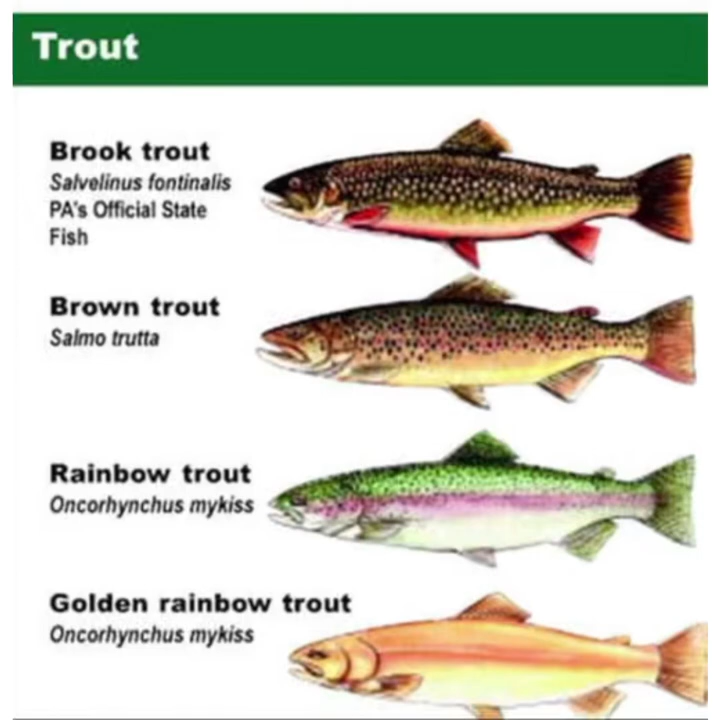 Trout
Brook trout
Salvelinus fontinalis
PA's Official State
Fish
Brown trout
Salmo trutta
Rainbow trout
Oncorhynchus mykiss
Golden rainbow trout
Oncorhynchus mykiss